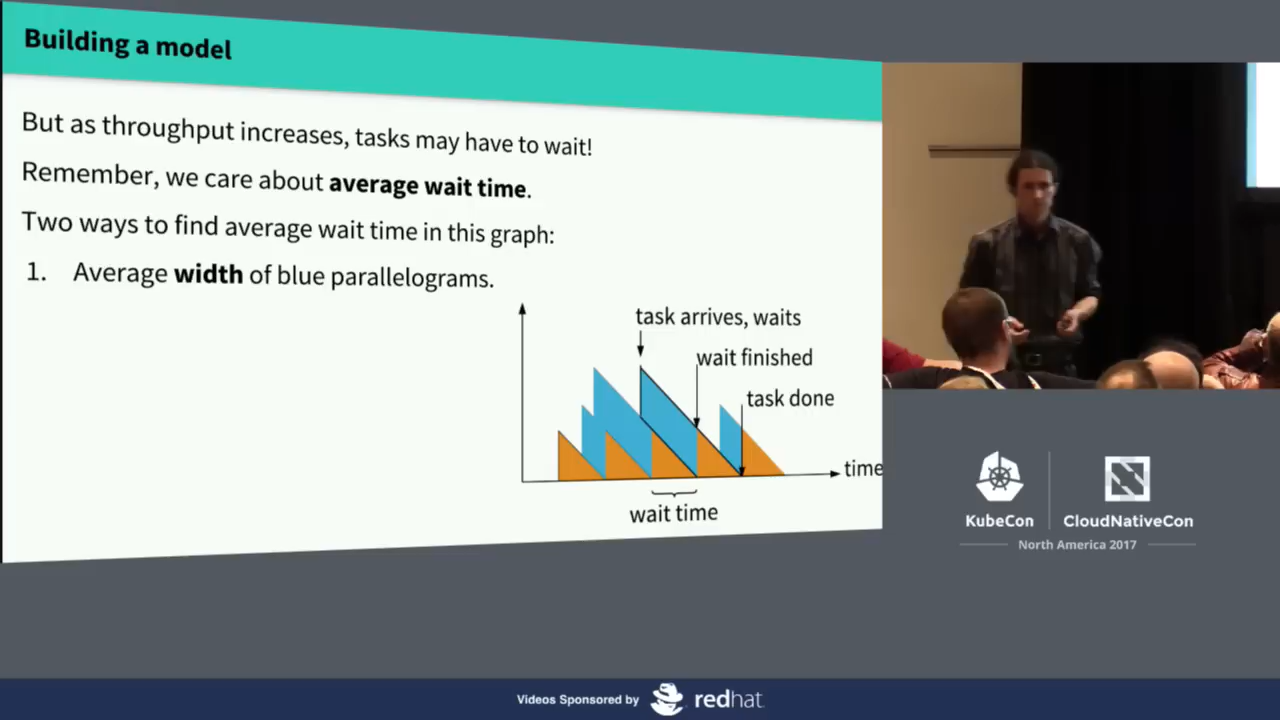 Building a model
But as throughput increases, tasks may have to wait!
Remember, we care about average wait time.
Two ways to find average wait time in this graph:
1. Average width of blue parallelograms.
task arrives, waits
wait finished
task done
time
wait time
KubeCon
CloudNativeCon
North America 2017
Videos Sponsored by
redhat